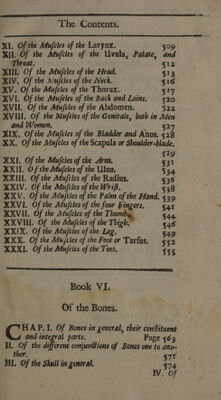 The Contents.
XI. Of the Muſcles of the Larynx. 509
XII. Of the Muſcles of the Uvula, Palate, and
Throat. 512
XIII. Of the Muſcles of the Head. 513
XIV. Of the Muſcles of the Neck. 516
XV. Of the Muſcles of the Thorax. 517
XVI. Of the Muſcles of the Back and Loins. 520
XVII. Of the Muſcles of the Abdomen. 522
XVIII. Of the Muſcles of the Genitals, both in Men
and Women. 527
XIX. Of the Muſcles of the Bladder and Anus. 528
XX. Of the Muſcles of the Scapula or Shoulder-blade.
529
XXI. Of the Muſcles of the Arm. 531
XXII. Of the Muſcles of the Ulna. 534
XXIII. Of the Muſcles of the Radius. 536
XXIV. Of the Muſcles of the Wriſt. 538
XXV. Of the Muſcles of the Palm of the Hand. 539
XXVI. Of the Muſcles of the four Fingers. 541
XXVII. Of the Muſcles of the Thumb. 544
XXVIII. Of the Muſcles of the Thigh. 546
XXIX. Of the Muſcles of the Leg. 549
XXX. Of the Muſcles of the Foot or Tarſus. 552
XXXI. Of the Muſcles of the Toes. 555
Book VI.
Of the Bones.
CHAP. I. Of Bones in general, their conſtituent
and integral parts. Page 563
II. Of the different conjunctions of Bones one to ano-
ther. 571
III. Of the Skull in general. 574
IV. Of